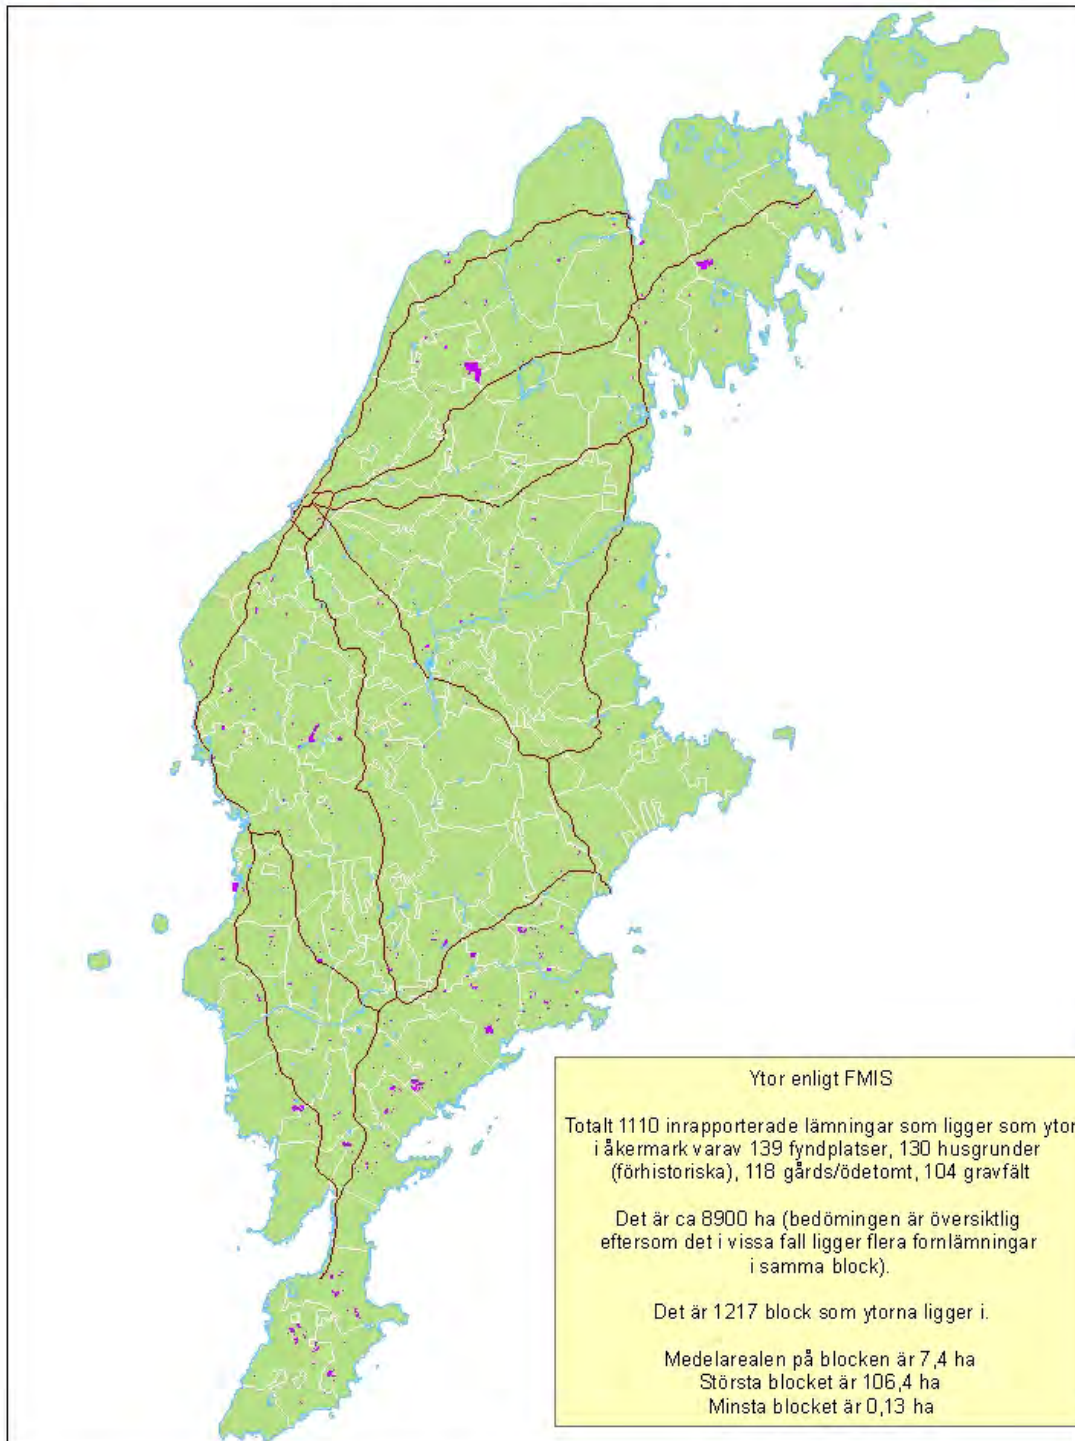 Ytor enligt FMIS
Totalt 1110 inrapporterade lämningar som ligger som ytor
i åkermark varav 139 fyndplatser, 130 husgrunder
(förhistoriska), 118 gårds/ödetomt, 104 gravfält
Det är ca 8900 ha (bedömingen är översiktlig
eftersom det i vissa fall ligger flera fornlämningar
i samma block).
Det är 1217 block som ytorna ligger i.
Medelarealen på blocken är 7,4 ha
Största blocket är 106,4 ha
Minsta blocket är 0,13 ha